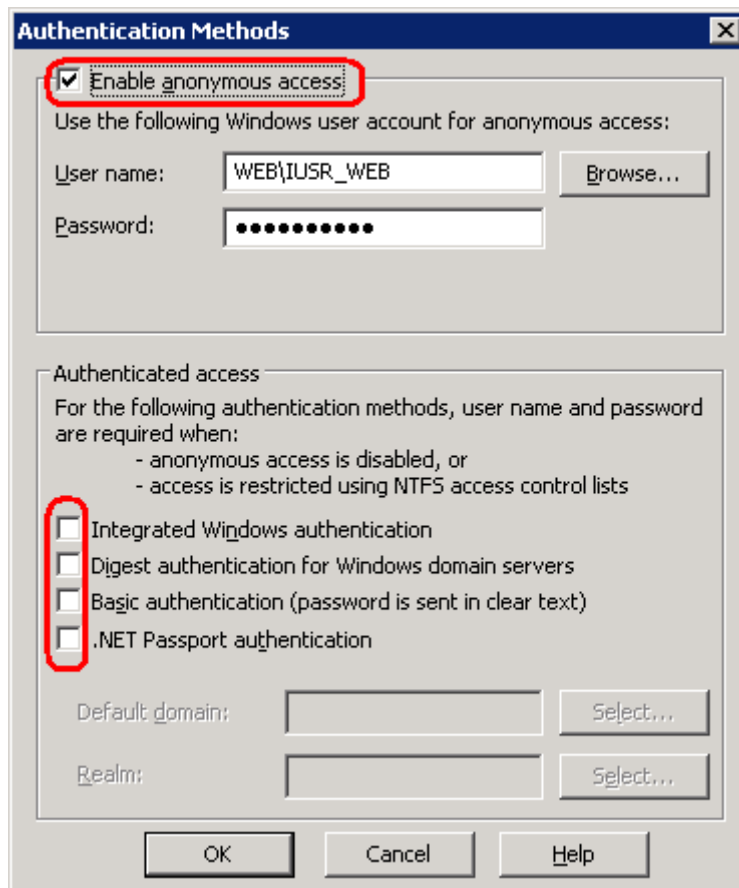 Authentication Methods
Enable anonymous access
Use the following Windows user account for anonymous access:
User name:
WEB\IUSR_WEB
Browse...
Password:
●●●●●●●●●●
Authenticated access
For the following authentication methods, user name and password
are required when:
- anonymous access is disabled, or
- access is restricted using NTFS access control lists
Integrated Windows authentication
Digest authentication for Windows domain servers
Basic authentication (password is sent in clear text)
.NET Passport authentication
Default domain:
Select...
Realm:
Select...
OK
Cancel
Help